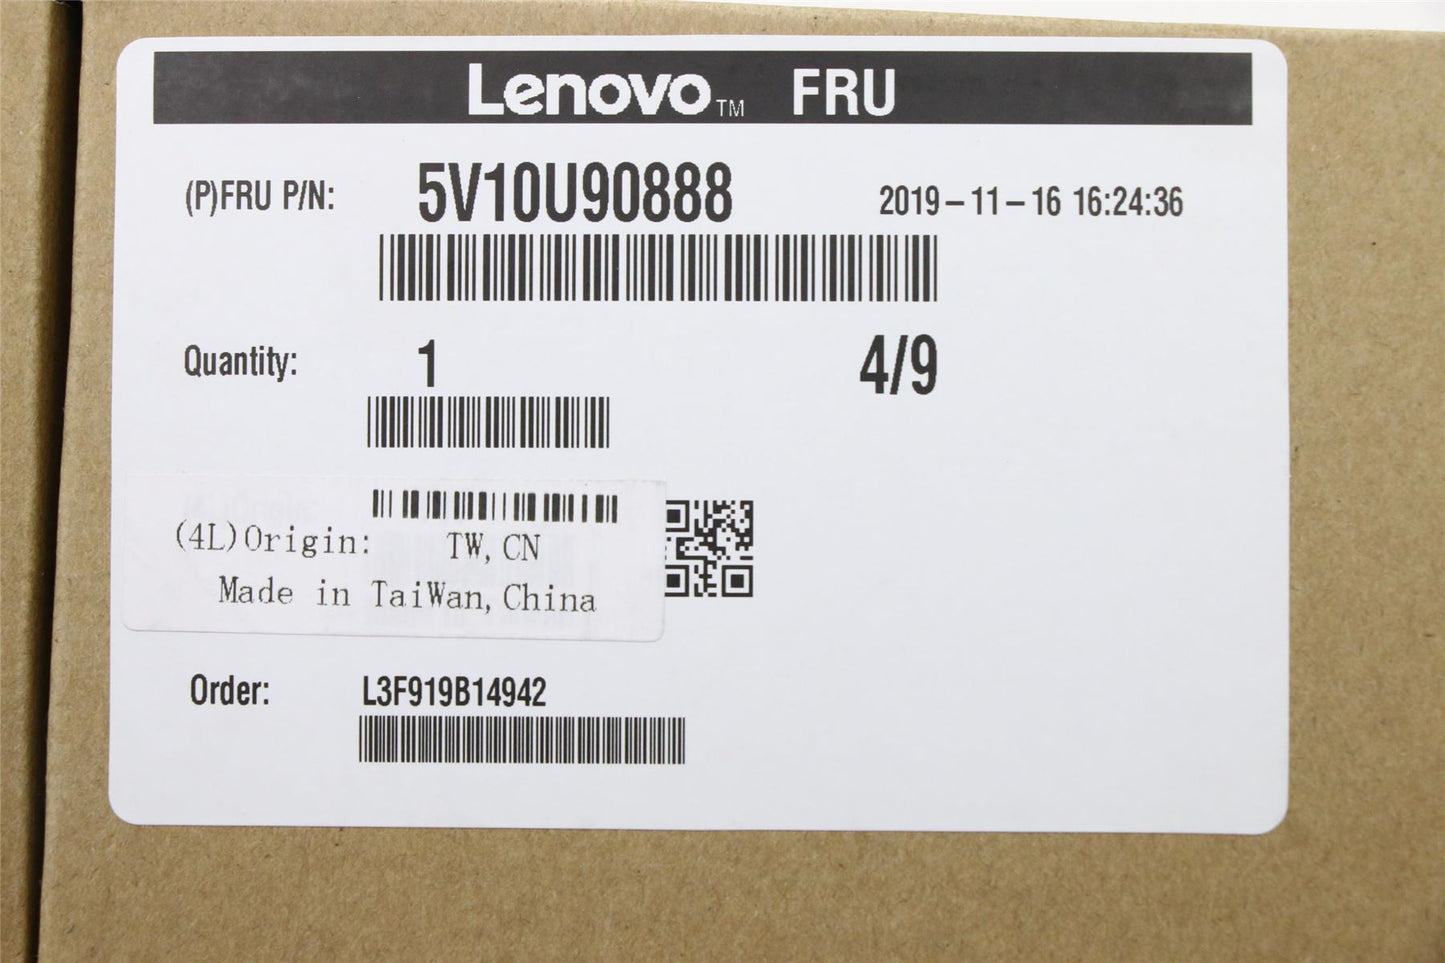 Lenovo™ FRU
(P)FRU P/N: 5V10U90888 2019-11-16 16:24:36
Quantity: 1 4/9
(4L)Origin: TW,CN
Made in TaiWan,China
Order: L3F919B14942